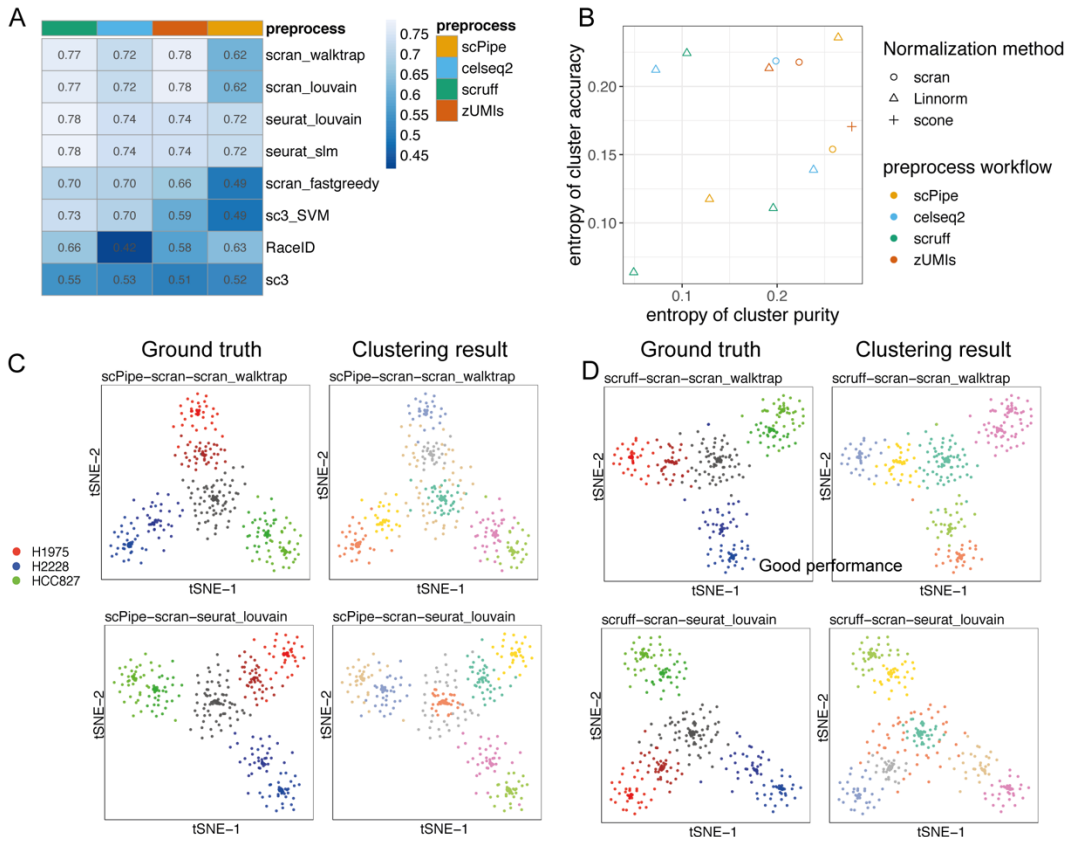 A
preprocess
scran_walktrap
scran_louvain
seurat_louvain
seurat_slm
scran_fastgreedy
sc3_SVM
RaceID
sc3
0.77 0.72 0.78 0.62
0.77 0.72 0.78 0.62
0.78 0.74 0.74 0.72
0.78 0.74 0.74 0.72
0.70 0.70 0.66 0.49
0.73 0.70 0.59 0.49
0.66 0.42 0.58 0.63
0.55 0.53 0.51 0.52
0.75
0.7
0.65
0.6
0.55
0.5
0.45
preprocess
scPipe
celseq2
scruff
zUMIs
B
entropy of cluster accuracy
0.20
0.15
0.10
0.1 0.2
entropy of cluster purity
Normalization method
scran
Linnorm
scone
preprocess workflow
scPipe
celseq2
scruff
zUMIs
C
Ground truth Clustering result
scPipe-scran-scran_walktrap scPipe-scran-scran_walktrap
tSNE-2 tSNE-2
tSNE-1 tSNE-1
H1975
H2228
HCC827
scPipe-scran-seurat_louvain scPipe-scran-seurat_louvain
tSNE-2 tSNE-2
tSNE-1 tSNE-1
D
Ground truth Clustering result
scruff-scran-scran_walktrap scruff-scran-scran_walktrap
tSNE-2 tSNE-2
Good performance
tSNE-1 tSNE-1
scruff-scran-seurat_louvain scruff-scran-seurat_louvain
tSNE-2 tSNE-2
tSNE-1 tSNE-1